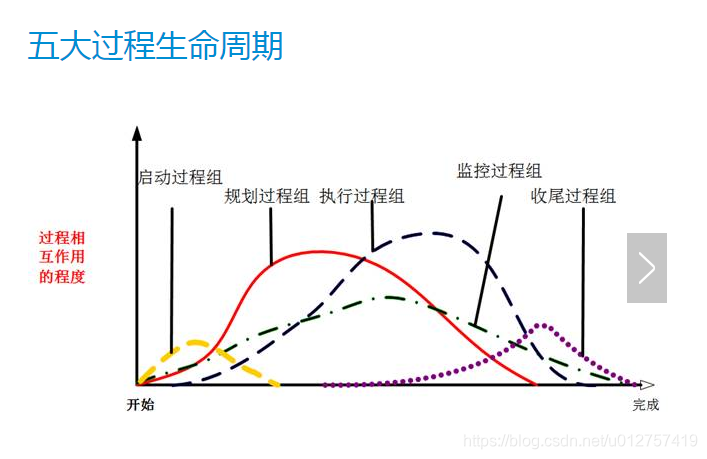 五大过程生命周期
启动过程组
规划过程组
执行过程组
监控过程组
收尾过程组
过程相
互作用
的程度
开始
完成
https://blog.csdn.net/u012757419